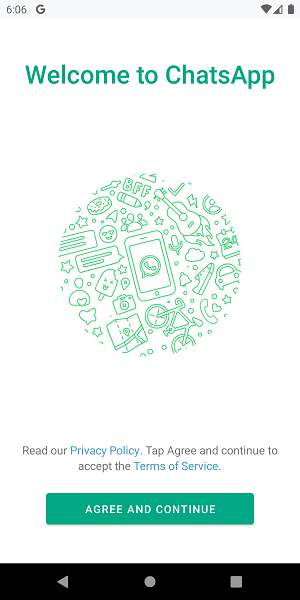 6:06 G
Welcome to ChatsApp
BFF
24
Read our Privacy Policy. Tap Agree and continue to
accept the Terms of Service.
AGREE AND CONTINUE